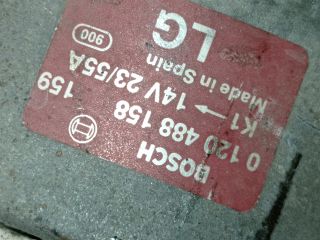 BOSCH
0 120 488 158 159
K1 → 14V 23/55A
Made in Spain
LG 900